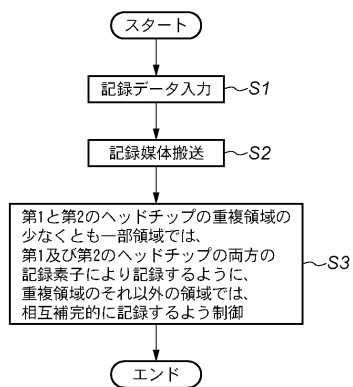 スタート
記録データ入力
S1
記録媒体搬送
S2
第1と第2のヘッドチップの重複領域の
少なくとも一部領域では、
第1及び第2のヘッドチップの両方の
記録素子により記録するように、
重複領域のそれ以外の領域では、
相互補完的に記録するよう制御
S3
エンド